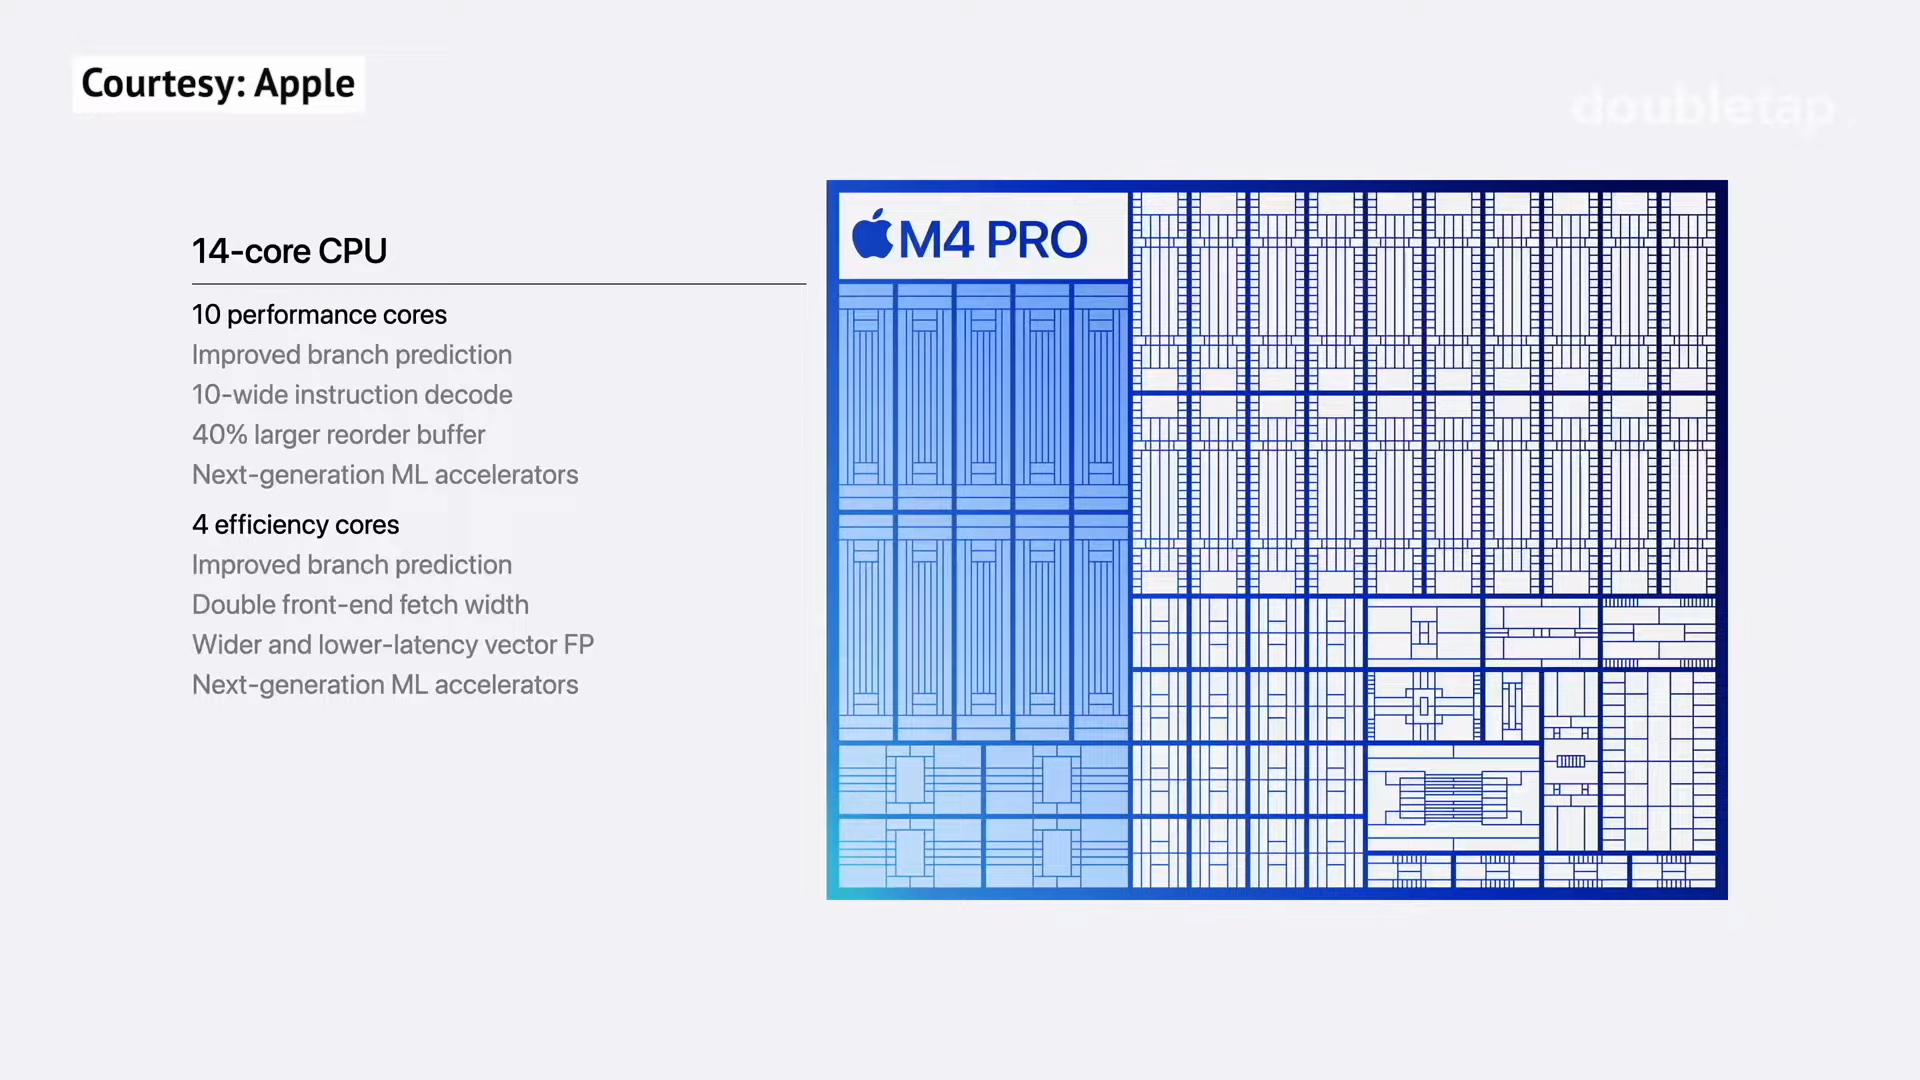 Courtesy: Apple
doubletap
14-core CPU
10 performance cores
Improved branch prediction
10-wide instruction decode
40% larger reorder buffer
Next-generation ML accelerators
4 efficiency cores
Improved branch prediction
Double front-end fetch width
Wider and lower-latency vector FP
Next-generation ML accelerators
M4 PRO